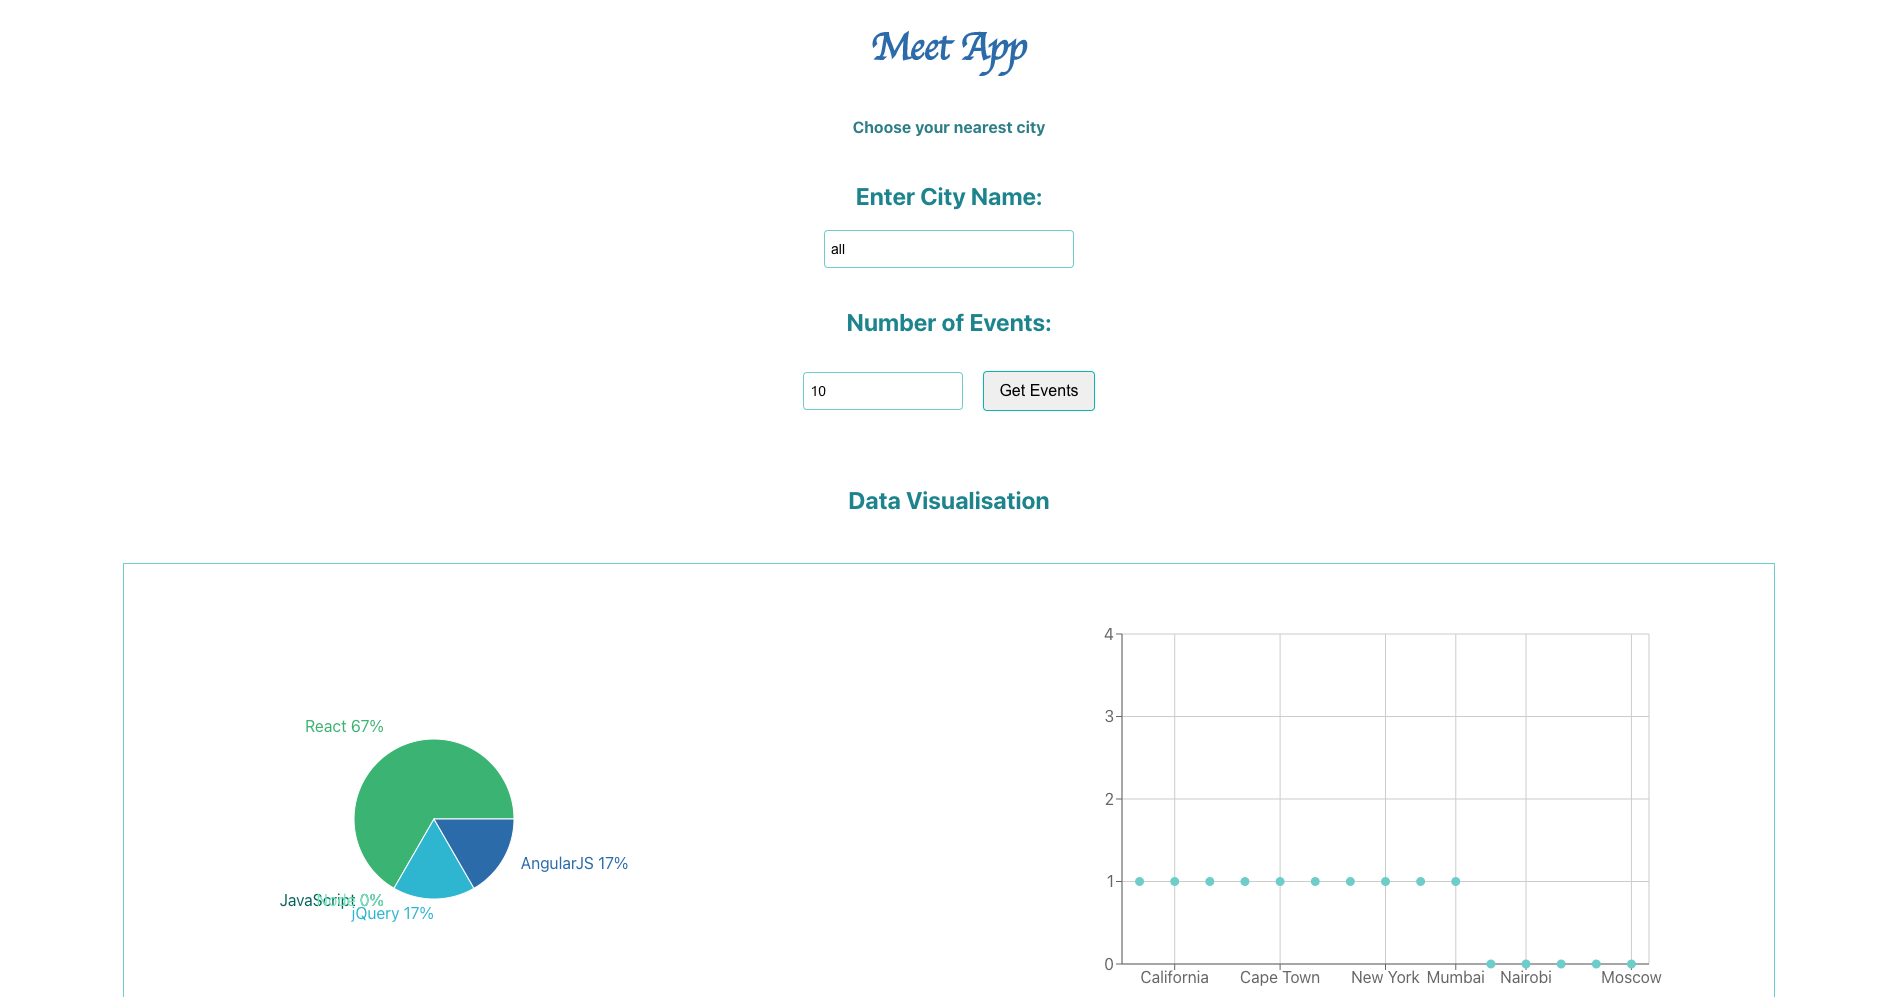 Meet App
Choose your nearest city
Enter City Name:
all
Number of Events:
10
Get Events
Data Visualisation
React 67%
AngularJS 17%
JavaScript
Node 0%
jQuery 17%
4
3
2
1
0
California
Cape Town
New York
Mumbai
Nairobi
Moscow